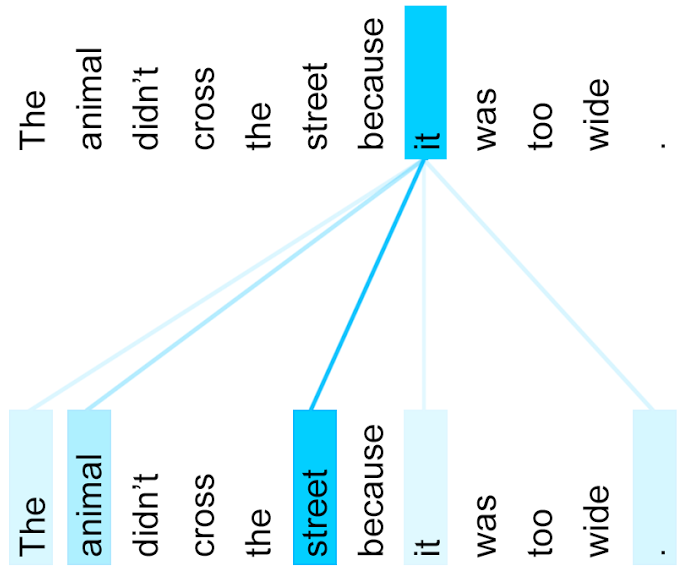 The animal didn't cross the street because it was too wide .
The animal didn't cross the street because it was too wide .